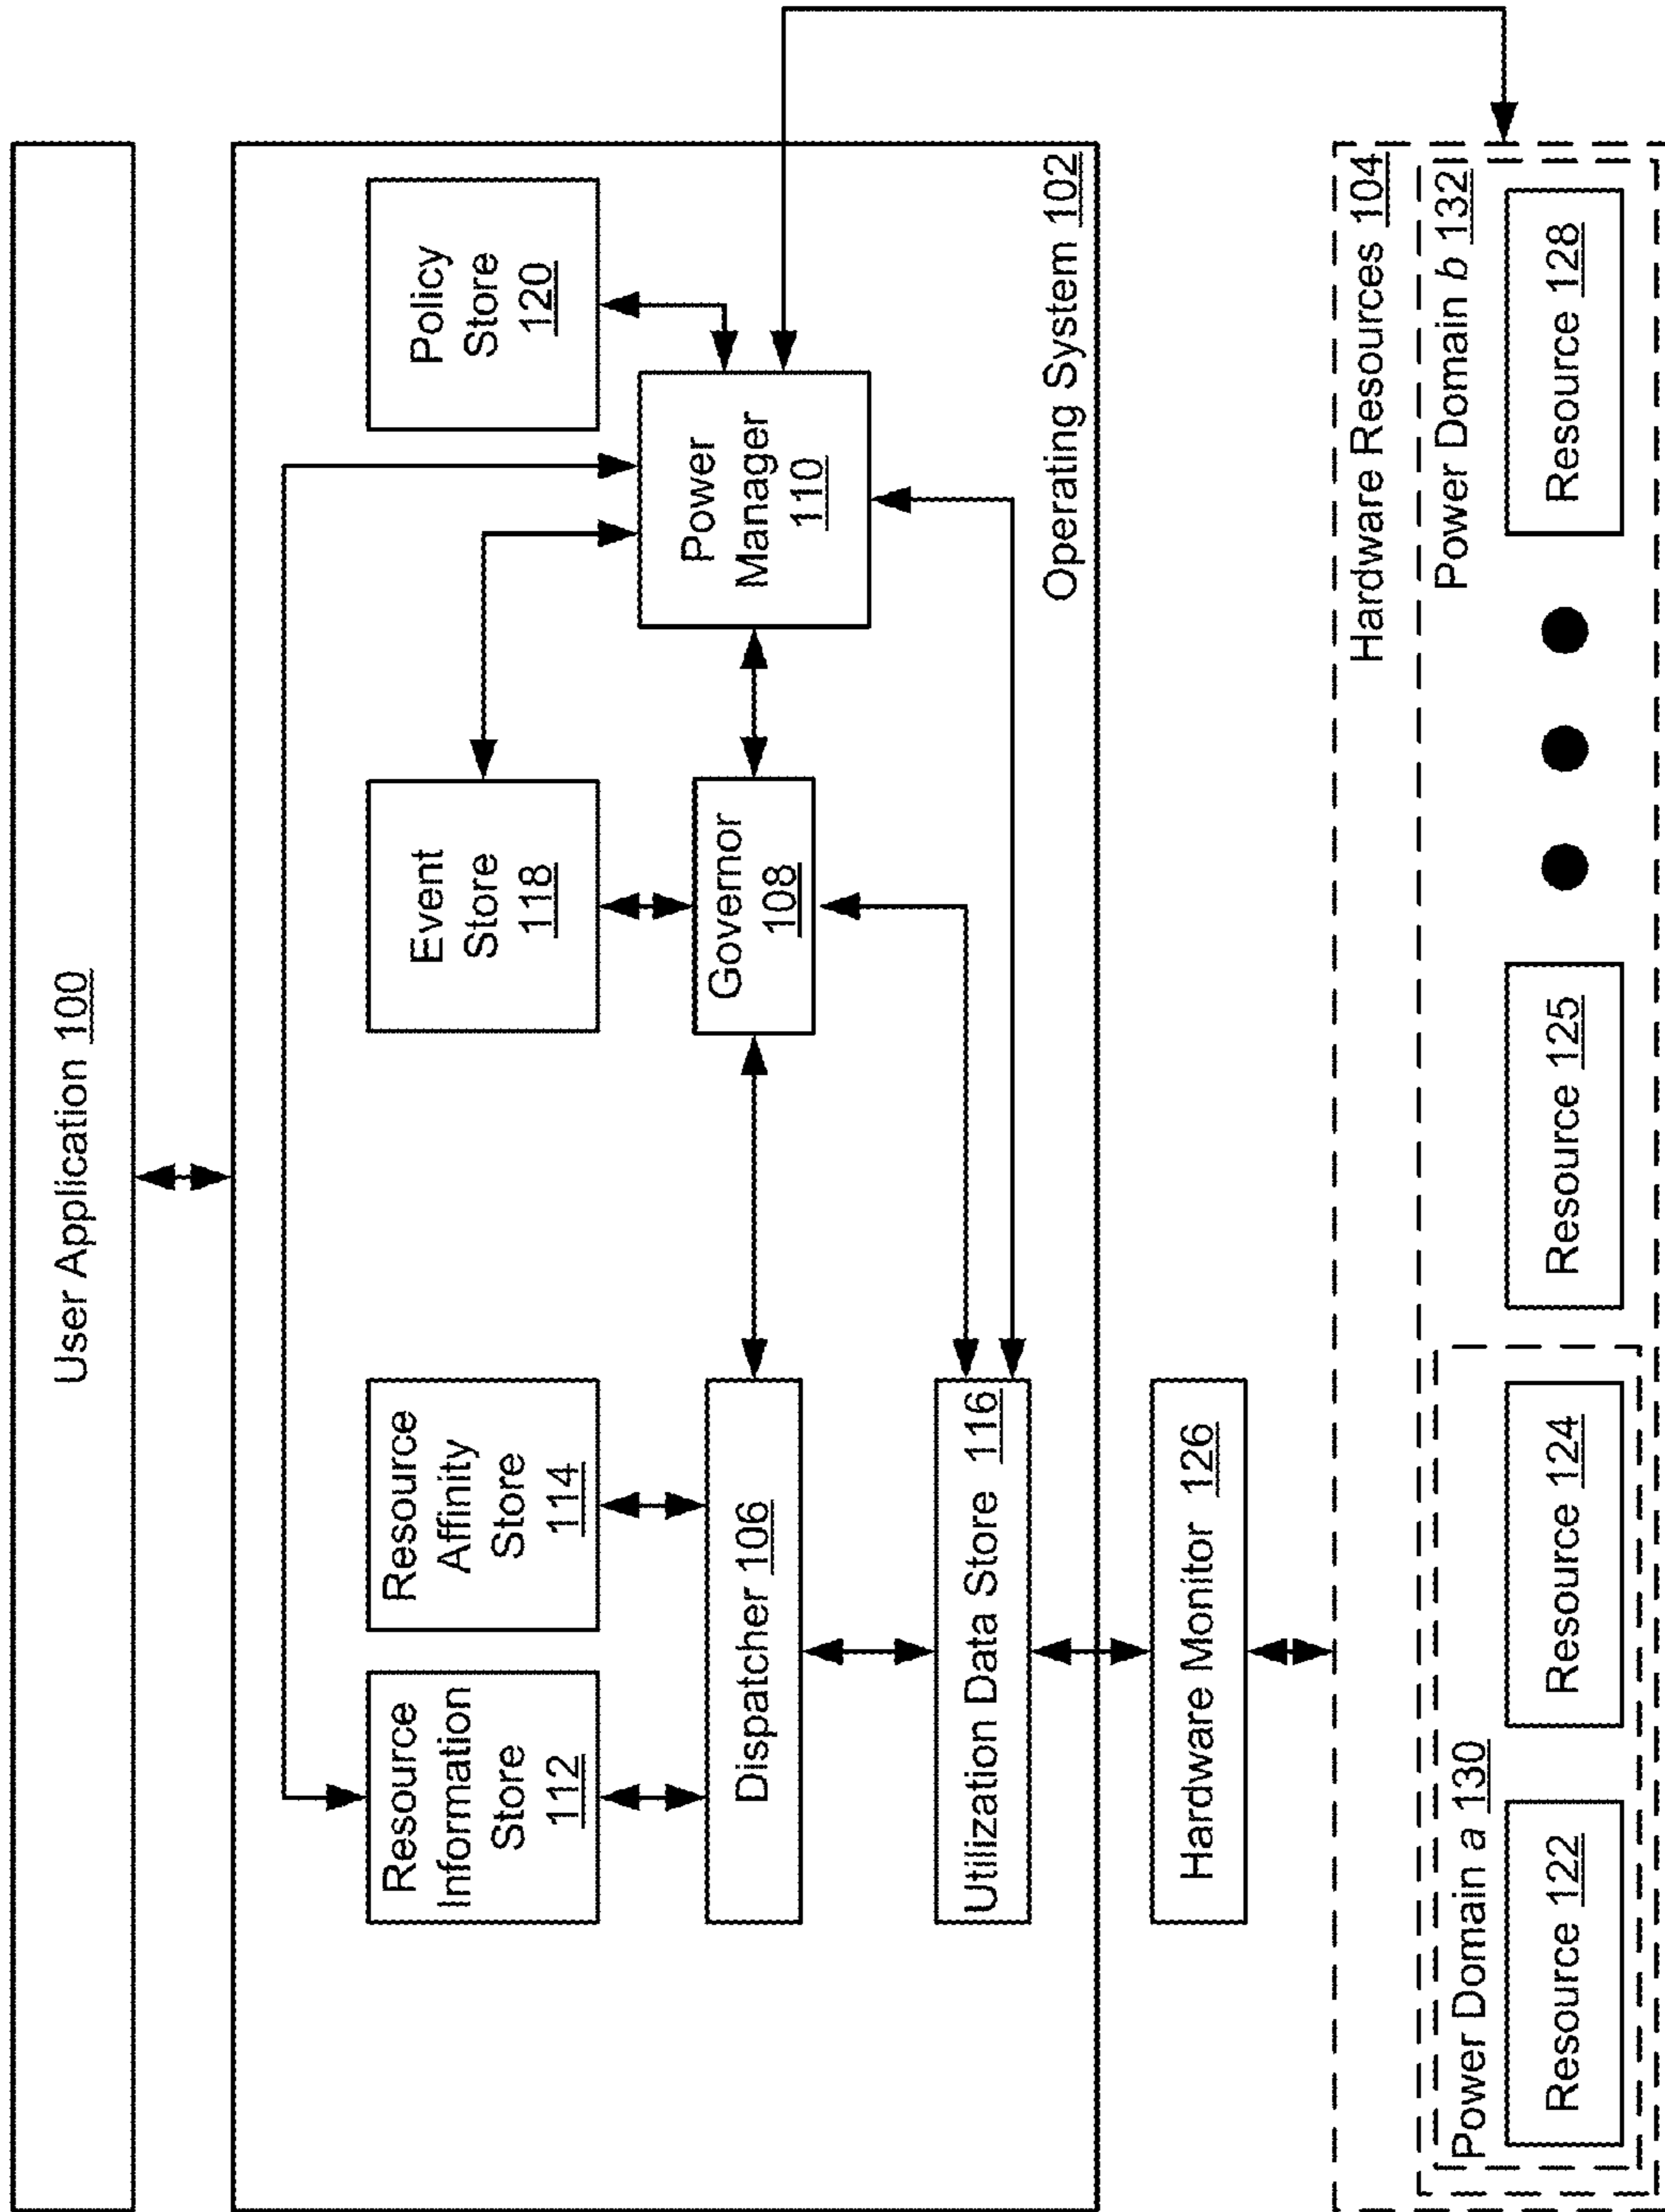 User Application 100
Resource
Information
Store
112
Resource
Affinity
Store
114
Event
Store
118
Policy
Store
120
Dispatcher 106
Governor
108
Power
Manager
110
Utilization Data Store 116
Operating System 102
Hardware Monitor 126
Hardware Resources 104
Power Domain b 132
Power Domain a 130
Resource 122
Resource 124
Resource 125
Resource 128